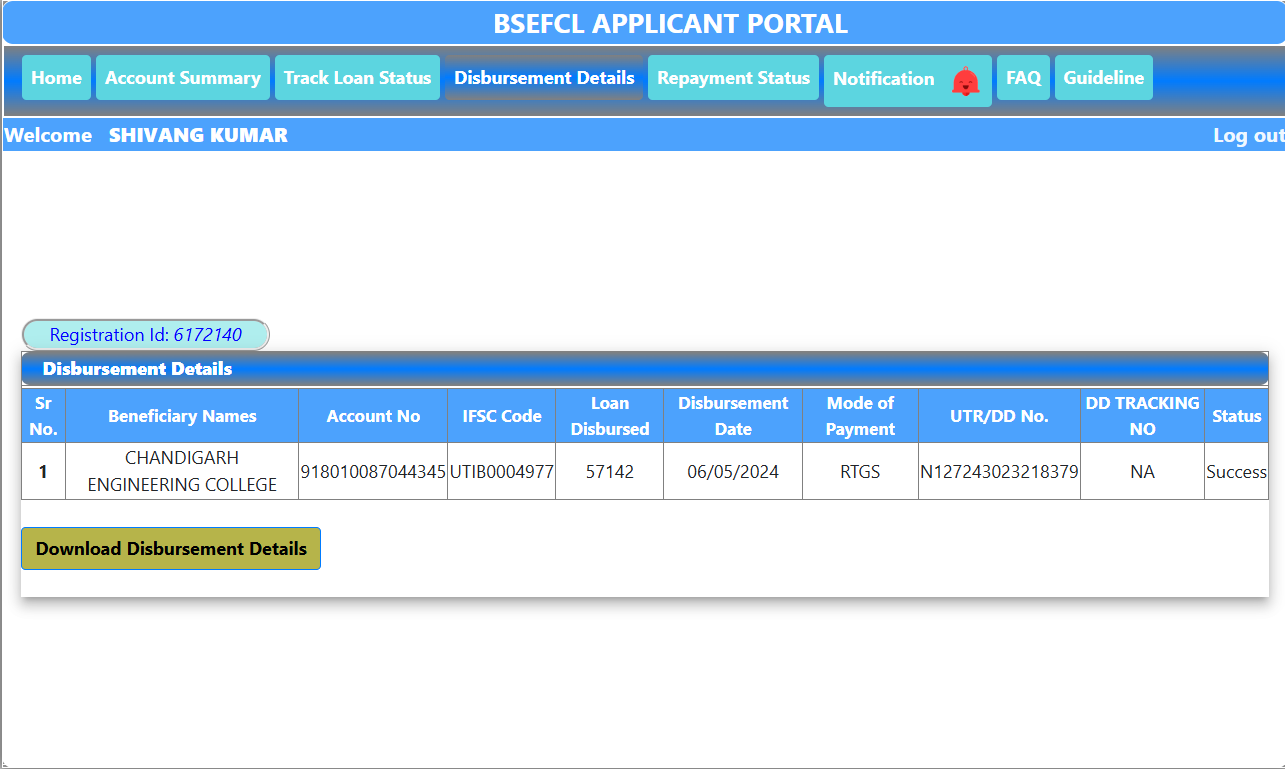 BSEFCL APPLICANT PORTAL
Home Account Summary Track Loan Status Disbursement Details Repayment Status Notification FAQ Guideline
Welcome SHIVANG KUMAR Log out
Registration Id: 6172140
Disbursement Details
Sr No. Beneficiary Names Account No IFSC Code Loan Disbursed Disbursement Date Mode of Payment UTR/DD No. DD TRACKING NO Status
1 CHANDIGARH ENGINEERING COLLEGE 918010087044345 UTIB0004977 57142 06/05/2024 RTGS N127243023218379 NA Success
Download Disbursement Details